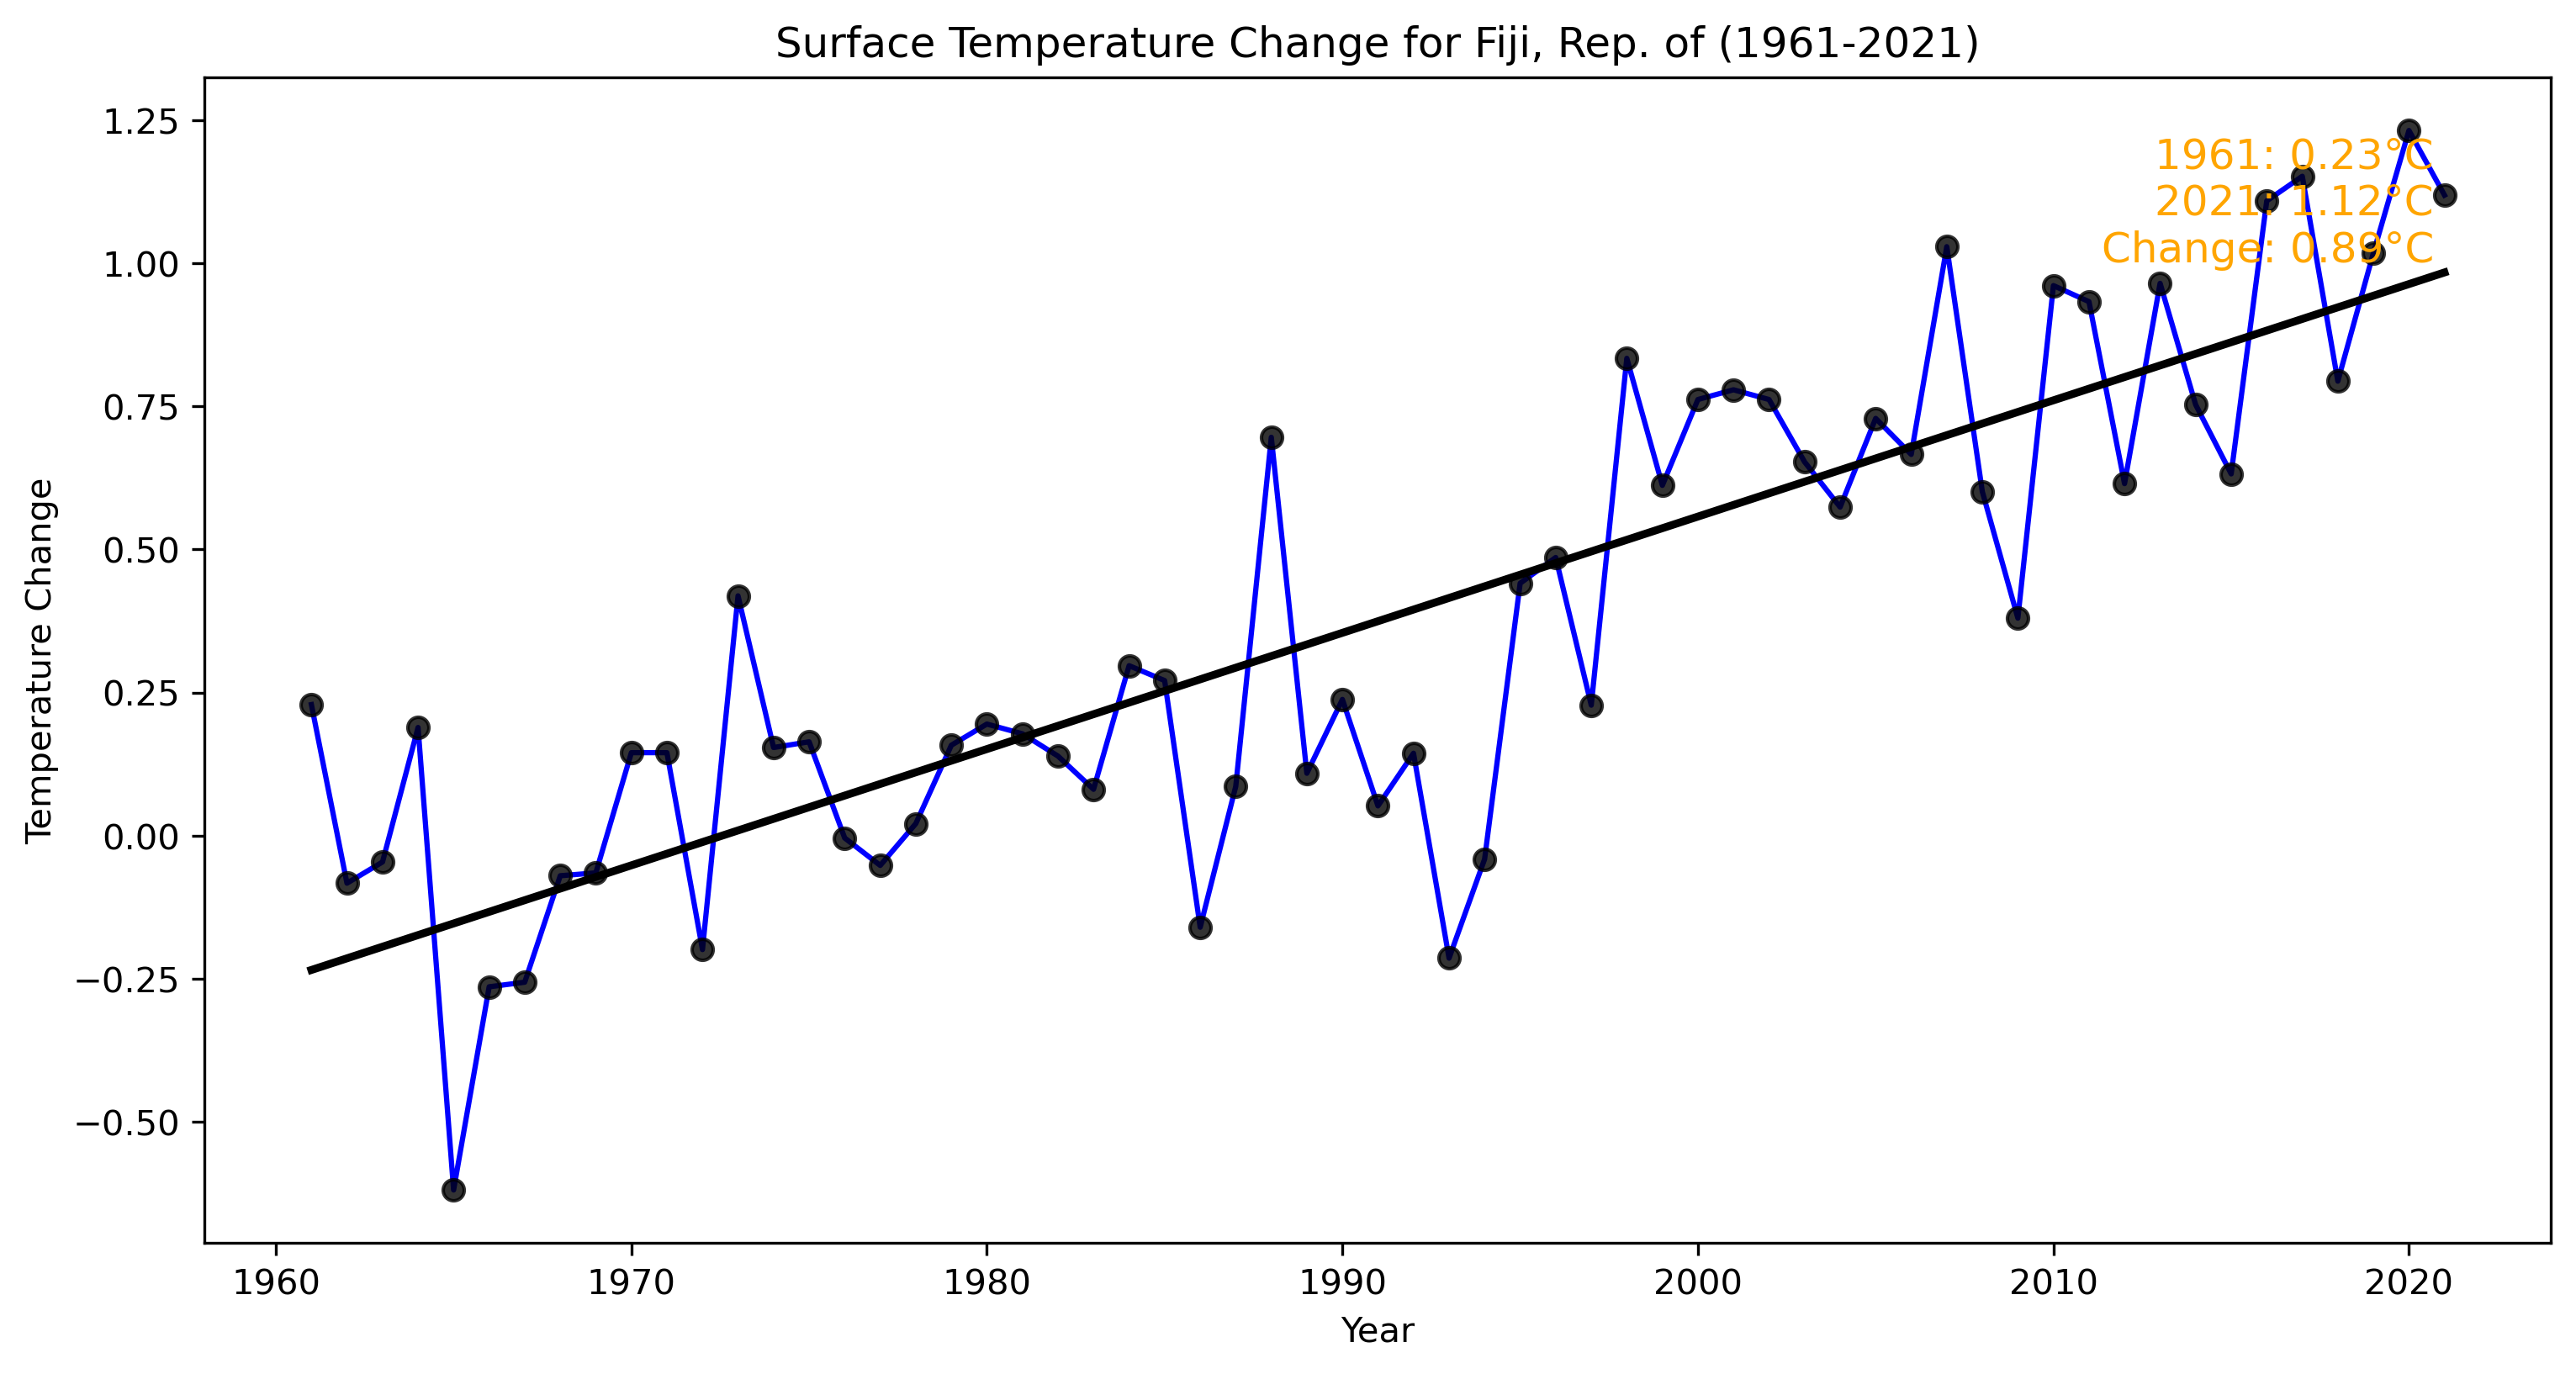 Surface Temperature Change for Fiji, Rep. of (1961-2021)
1.25
1.00
0.75
0.50
0.25
0.00
−0.25
−0.50
Temperature Change
1961: 0.23°C
2021: 1.12°C
Change: 0.89°C
1960 1970 1980 1990 2000 2010 2020
Year